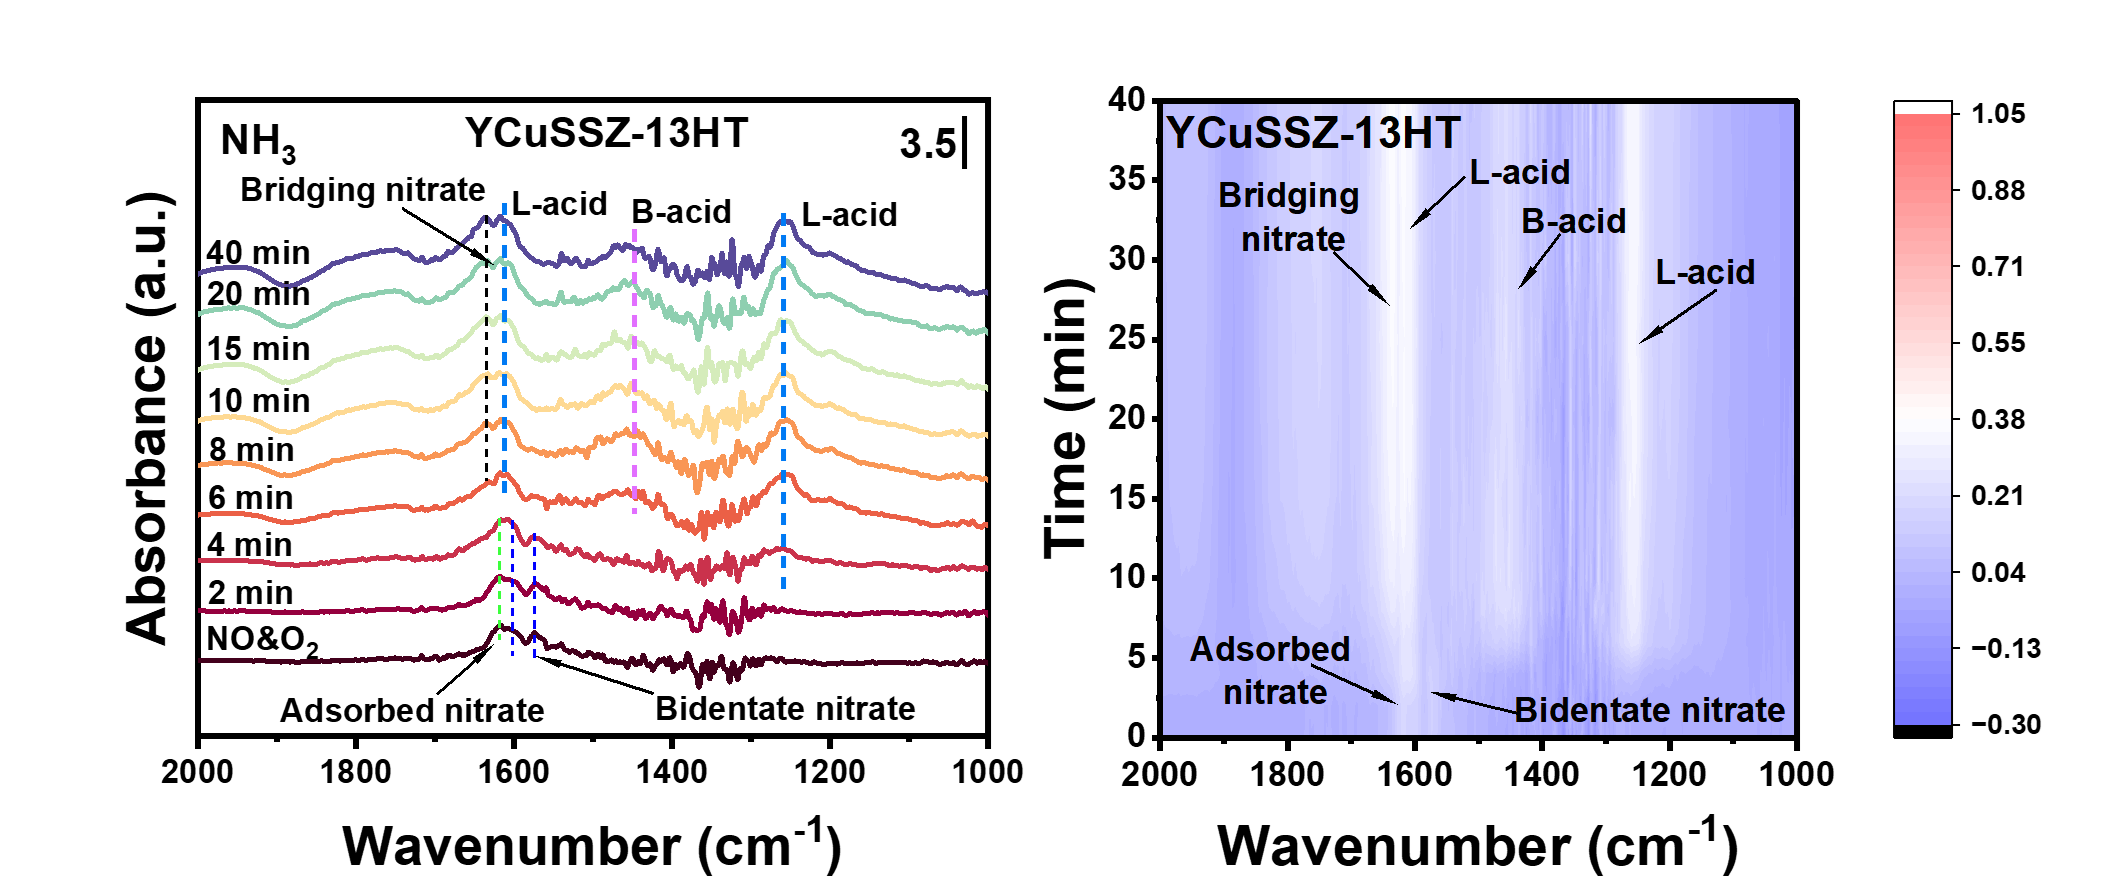 NH3
YCuSSZ-13HT
3.5
Bridging nitrate
L-acid
B-acid
L-acid
40 min
20 min
15 min
10 min
8 min
6 min
4 min
2 min
NO&O2
Adsorbed nitrate
Bidentate nitrate
Absorbance (a.u.)
2000 1800 1600 1400 1200 1000
Wavenumber (cm-1)
YCuSSZ-13HT
L-acid
Bridging
nitrate
B-acid
L-acid
Adsorbed
nitrate
Bidentate nitrate
40
35
30
25
20
15
10
5
0
Time (min)
2000 1800 1600 1400 1200 1000
Wavenumber (cm-1)
1.05
0.88
0.71
0.55
0.38
0.21
0.04
−0.13
−0.30